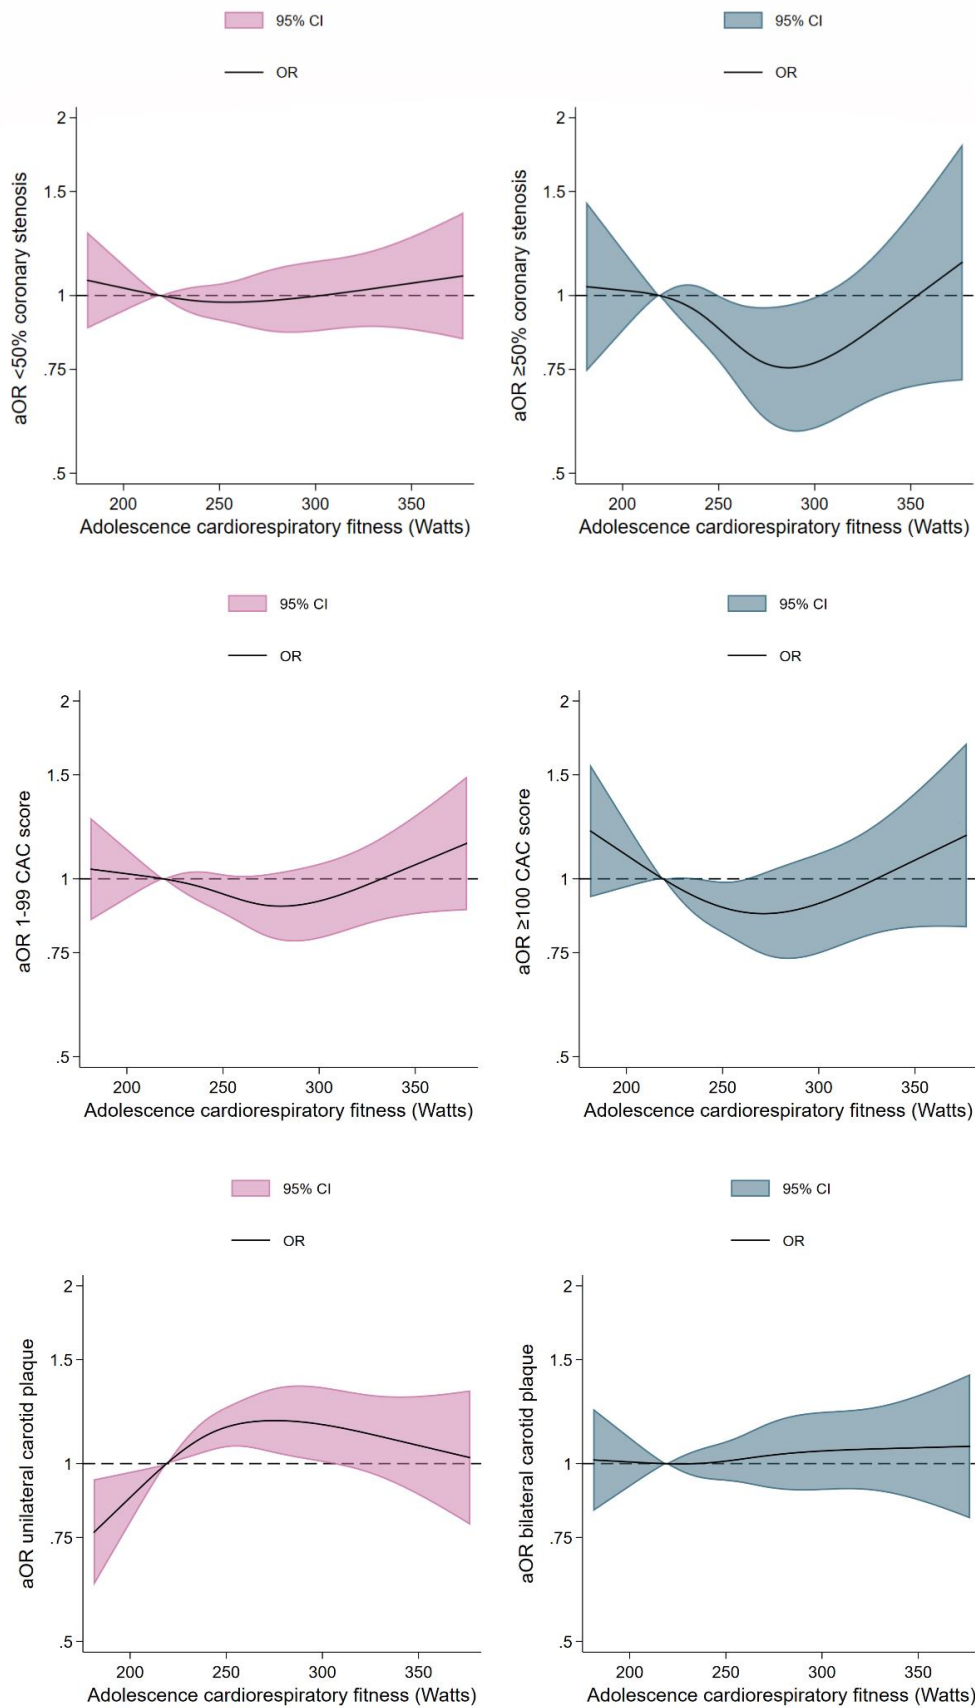 95% CI
OR
aOR <50% coronary stenosis
2
1.5
1
.75
.5
200 250 300 350
Adolescence cardiorespiratory fitness (Watts)
95% CI
OR
aOR ≥50% coronary stenosis
2
1.5
1
.75
.5
200 250 300 350
Adolescence cardiorespiratory fitness (Watts)
95% CI
OR
aOR 1-99 CAC score
2
1.5
1
.75
.5
200 250 300 350
Adolescence cardiorespiratory fitness (Watts)
95% CI
OR
aOR ≥100 CAC score
2
1.5
1
.75
.5
200 250 300 350
Adolescence cardiorespiratory fitness (Watts)
95% CI
OR
aOR unilateral carotid plaque
2
1.5
1
.75
.5
200 250 300 350
Adolescence cardiorespiratory fitness (Watts)
95% CI
OR
aOR bilateral carotid plaque
2
1.5
1
.75
.5
200 250 300 350
Adolescence cardiorespiratory fitness (Watts)